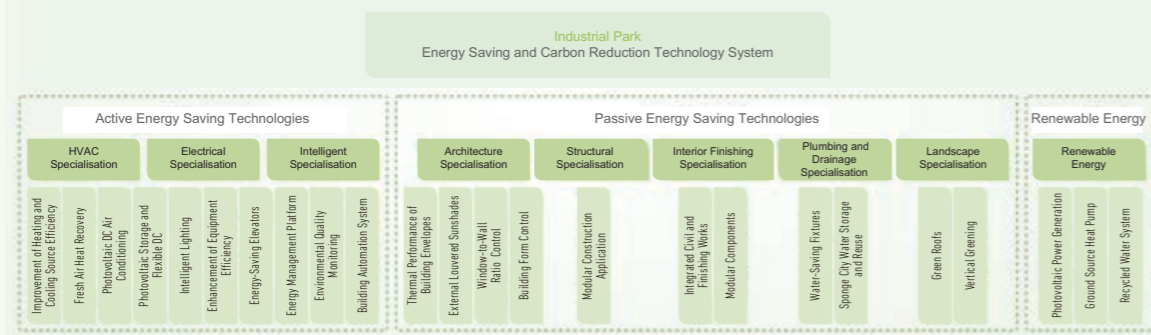 Industrial Park
Energy Saving and Carbon Reduction Technology System
Active Energy Saving Technologies
Passive Energy Saving Technologies
Renewable Energy
HVAC
Specialisation
Electrical
Specialisation
Intelligent
Specialisation
Architecture
Specialisation
Structural
Specialisation
Interior Finishing
Specialisation
Plumbing and
Drainage
Specialisation
Landscape
Specialisation
Renewable
Energy
Improvement of Heating and
Cooling Source Efficiency
Fresh Air Heat Recovery
Photovoltaic DC Air
Conditioning
Photovoltaic Storage and
Flexible DC
Intelligent Lighting
Enhancement of Equipment
Efficiency
Energy-Saving Elevators
Energy Management Platform
Environmental Quality
Monitoring
Building Automation System
Thermal Performance of
Building Envelopes
External Louvered Sunshades
Window-to-Wall
Ratio Control
Building Form Control
Modular Construction
Application
Integrated Civil and
Finishing Works
Modular Components
Water-Saving Fixtures
Sponge City Water Storage
and Reuse
Green Roots
Vertical Greening
Photovoltaic Power Generation
Ground Source Heat Pump
Recycled Water System